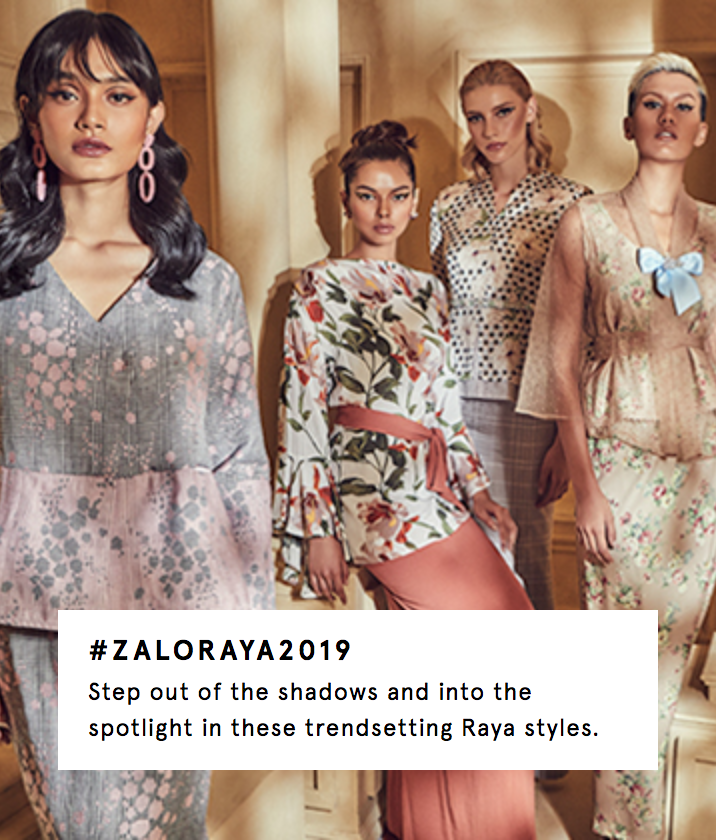 #ZALORAYA2019
Step out of the shadows and into the
spotlight in these trendsetting Raya styles.